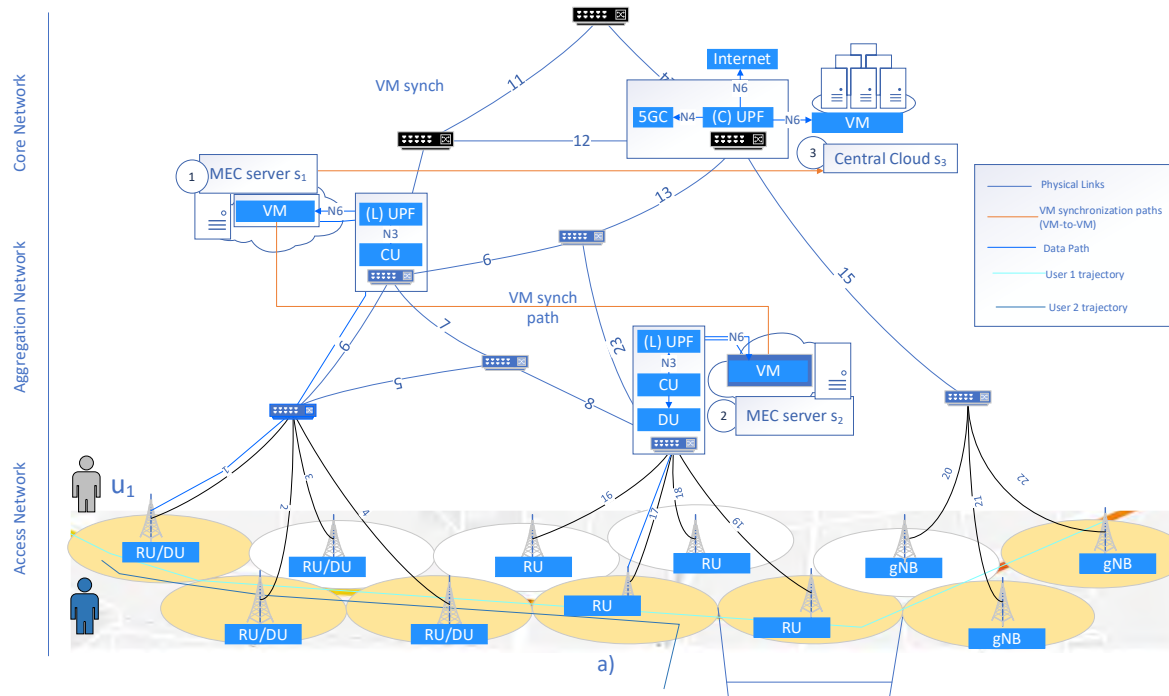 Core Network
Aggregation Network
Access Network
VM synch
11
12
Internet
N6
5GC
N4
(C) UPF
N6
VM
3
Central Cloud s3
1
MEC server s1
VM
N6
(L) UPF
N3
CU
13
6
15
Physical Links
VM synchronization paths
(VM-to-VM)
Data Path
User 1 trajectory
User 2 trajectory
VM synch
path
7
23
5
8
(L) UPF
N6
N3
CU
DU
VM
2
MEC server s2
u1
1
2
3
4
16
17
18
19
20
21
22
RU/DU
RU/DU
RU
RU
gNB
gNB
RU/DU
RU/DU
RU
RU
gNB
a)